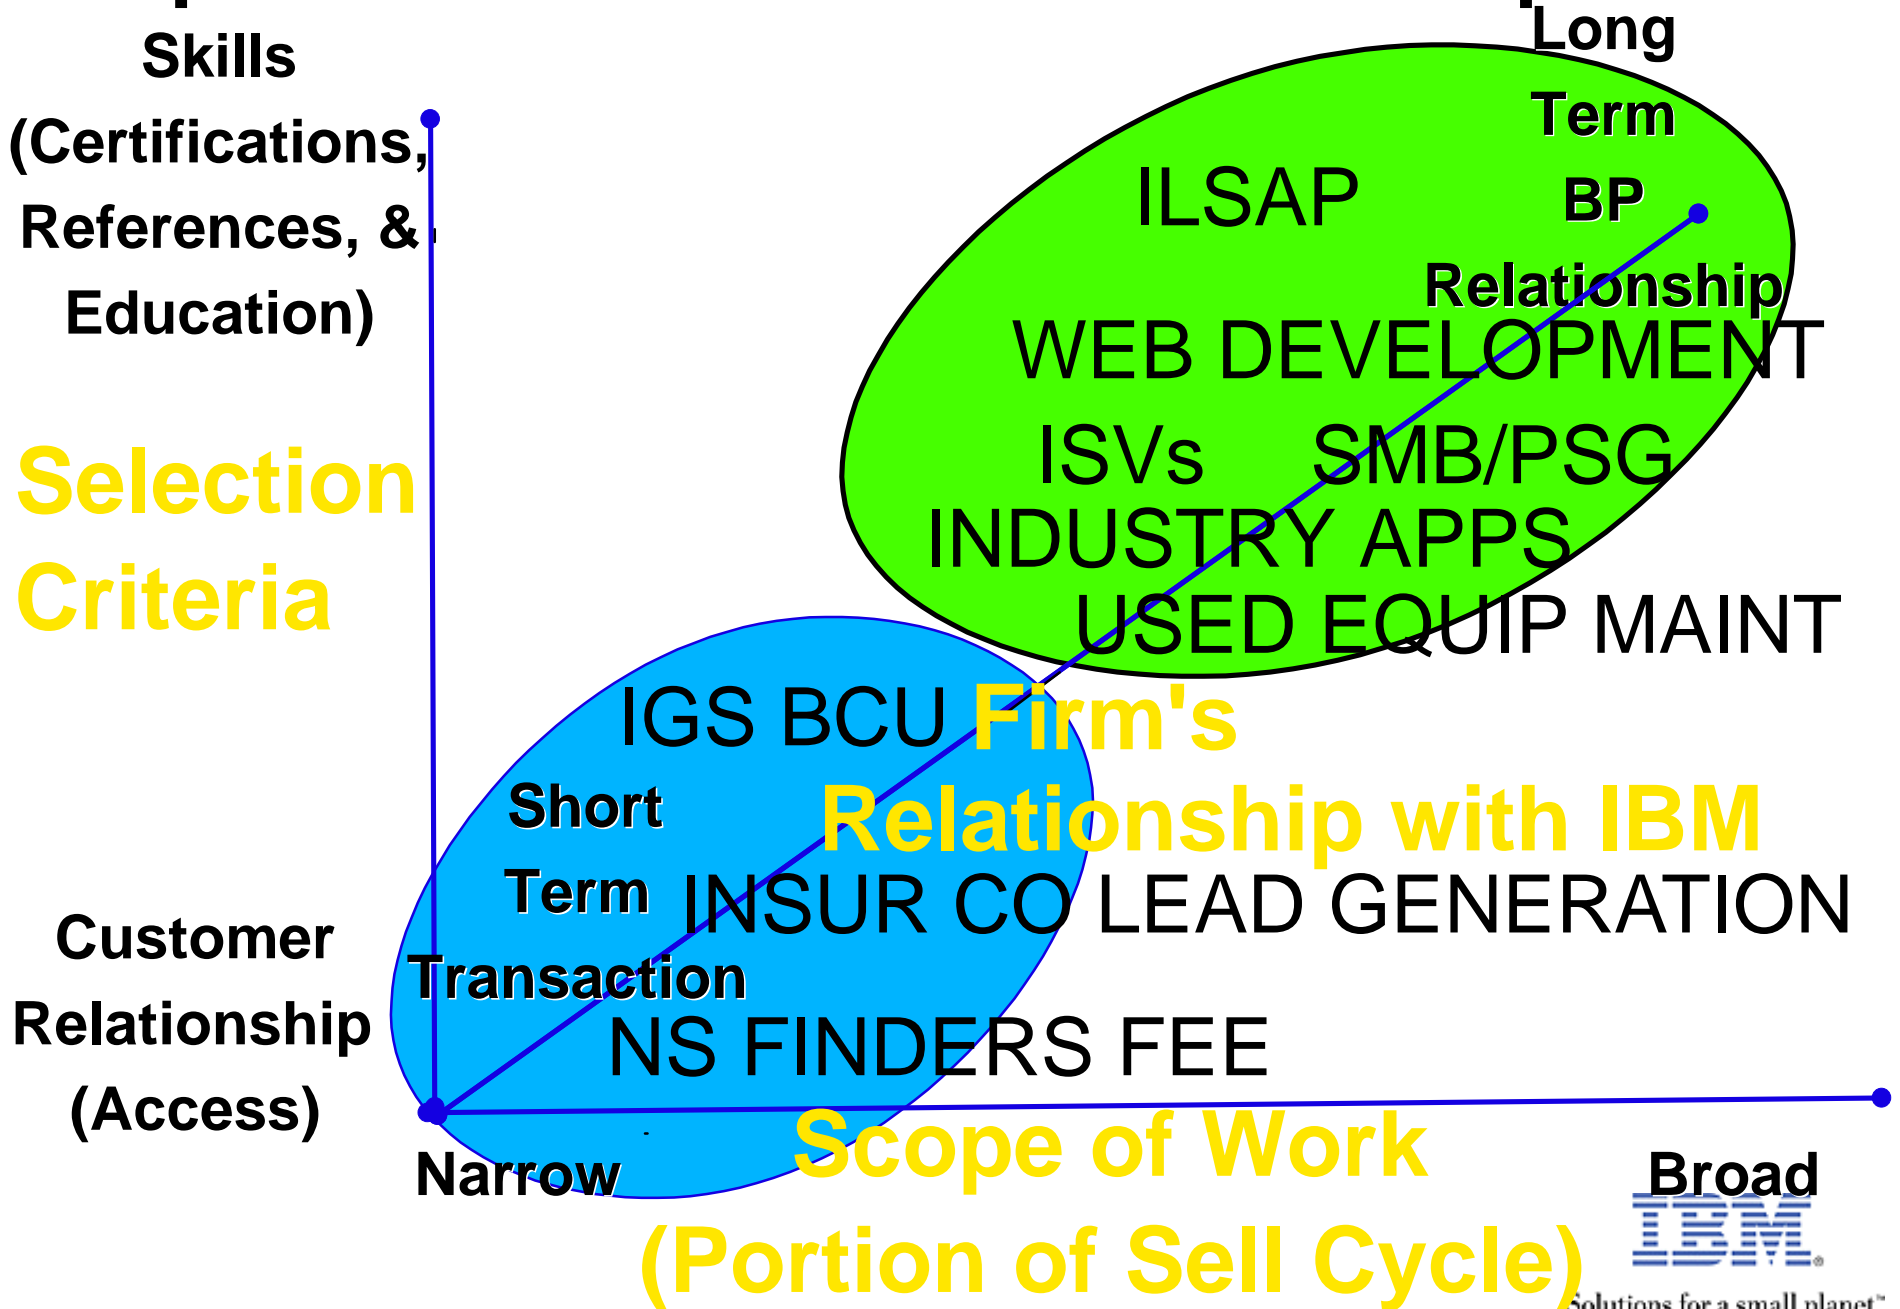 Skills
(Certifications,
References, &
Education)
Selection
Criteria
Customer
Relationship
(Access)
Long
Term
BP
Relationship
ILSAP
WEB DEVELOPMENT
ISVs SMB/PSG
INDUSTRY APPS
USED EQUIP MAINT
IGS BCU
Firm's
Relationship with IBM
Short
Term
Transaction
INSUR CO LEAD GENERATION
NS FINDERS FEE
Narrow
Scope of Work
(Portion of Sell Cycle)
Broad
IBM®
Solutions for a small planet™